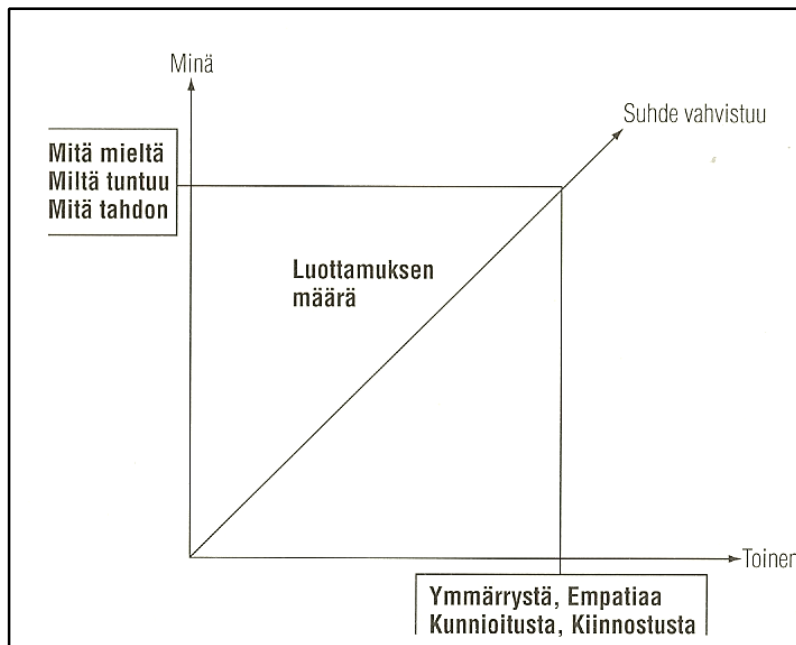 Minä
Suhde vahvistuu
Mitä mieltä
Miltä tuntuu
Mitä tahdon
Luottamuksen
määrä
Toinen
Ymmärrystä, Empatiaa
Kunnioitusta, Kiinnostusta